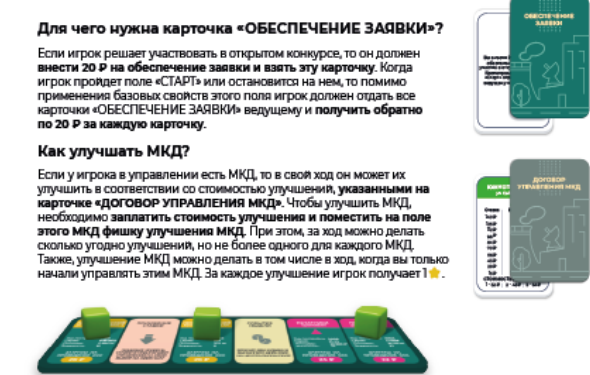 Для чего нужна карточка «ОБЕСПЕЧЕНИЕ ЗАЯВКИ»?
Если игрок решает участвовать в открытом конкурсе, то он должен
внести 20 ₽ на обеспечение заявки и взять эту карточку. Когда
игрок пройдет поле «СТАРТ» или остановится на нем, то помимо
применения базовых свойств этого поля игрок должен отдать все
карточки «ОБЕСПЕЧЕНИЕ ЗАЯВКИ» ведущему и получить обратно
по 20 ₽ за каждую карточку.
Как улучшать МКД?
Если у игрока в управлении есть МКД, то в свой ход он может их
улучшить в соответствии со стоимостью улучшений, указанными на
карточке «ДОГОВОР УПРАВЛЕНИЯ МКД». Чтобы улучшить МКД,
необходимо заплатить стоимость улучшения и поместить на поле
этого МКД фишку улучшения МКД. При этом, за ход можно делать
сколько угодно улучшений, но не более одного для каждого МКД.
Также, улучшение МКД можно делать в том числе в ход, когда вы только
начали управлять этим МКД. За каждое улучшение игрок получает 1⭐.
ОБЕСПЕЧЕНИЕ
ЗАЯВКИ
ДОГОВОР
УПРАВЛЕНИЯ МКД